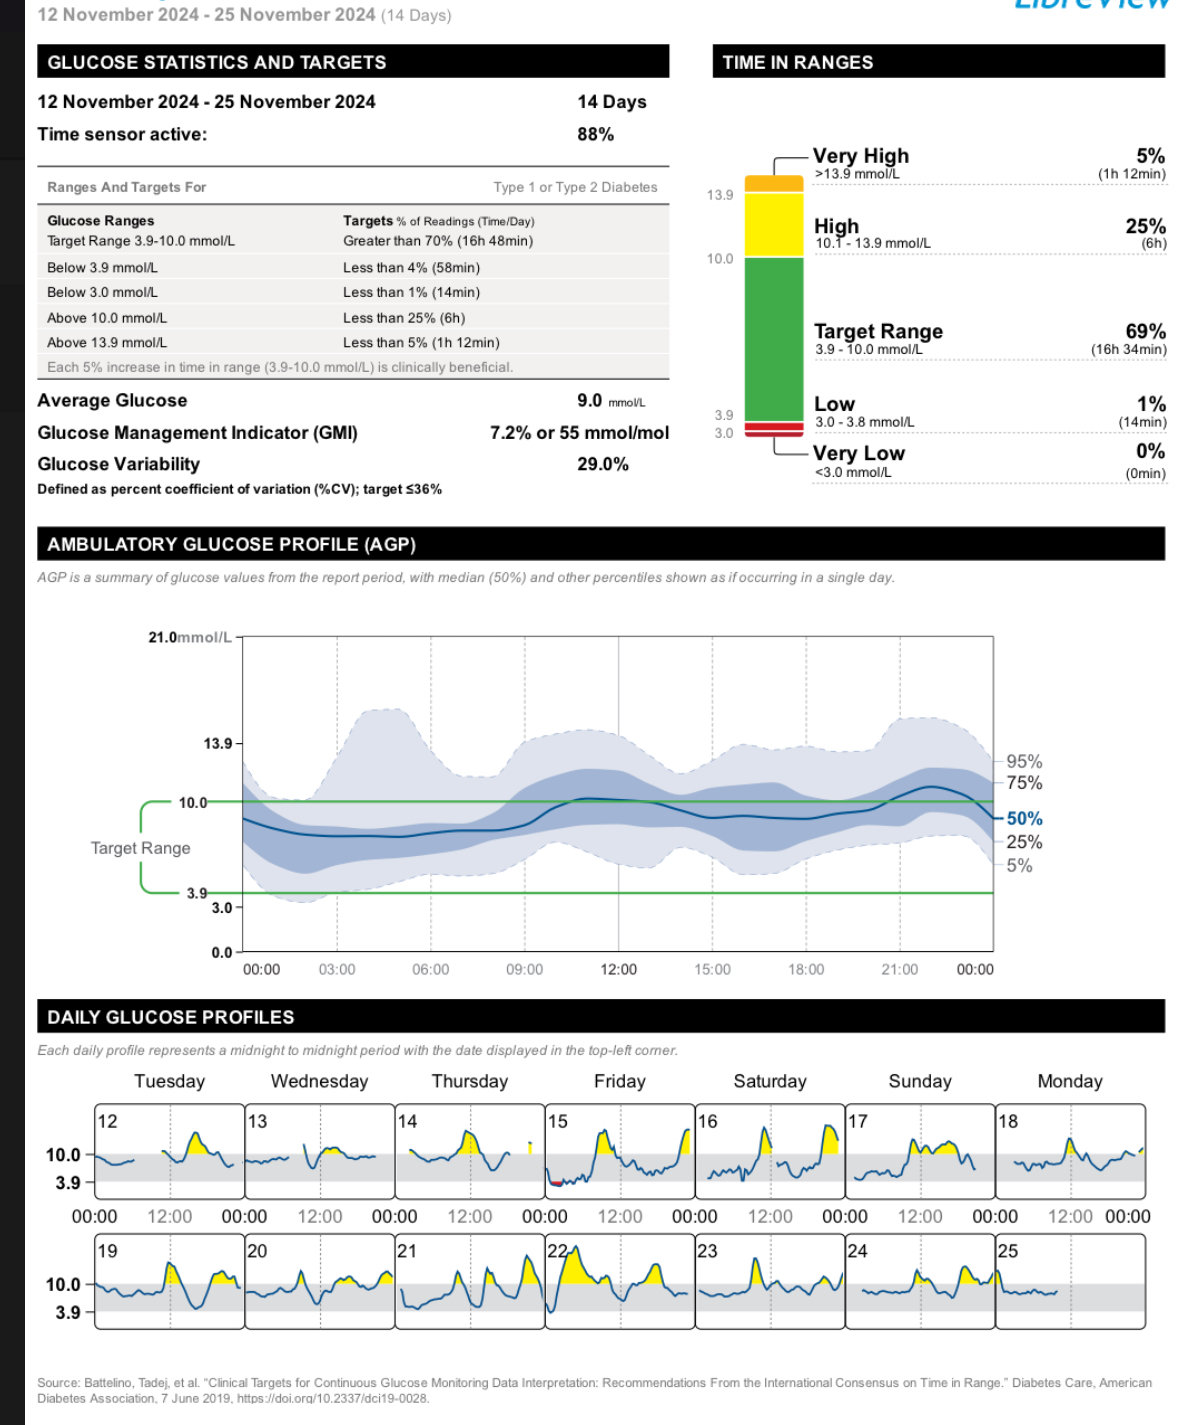 12 November 2024 - 25 November 2024 (14 Days)
LibreView
GLUCOSE STATISTICS AND TARGETS
12 November 2024 - 25 November 2024 14 Days
Time sensor active: 88%
Ranges And Targets For Type 1 or Type 2 Diabetes
Glucose Ranges Targets % of Readings (Time/Day)
Target Range 3.9-10.0 mmol/L Greater than 70% (16h 48min)
Below 3.9 mmol/L Less than 4% (58min)
Below 3.0 mmol/L Less than 1% (14min)
Above 10.0 mmol/L Less than 25% (6h)
Above 13.9 mmol/L Less than 5% (1h 12min)
Each 5% increase in time in range (3.9-10.0 mmol/L) is clinically beneficial.
Average Glucose 9.0 mmol/L
Glucose Management Indicator (GMI) 7.2% or 55 mmol/mol
Glucose Variability 29.0%
Defined as percent coefficient of variation (%CV); target ≤36%
TIME IN RANGES
Very High 5%
>13.9 mmol/L (1h 12min)
13.9
High 25%
10.1 - 13.9 mmol/L (6h)
10.0
Target Range 69%
3.9 - 10.0 mmol/L (16h 34min)
Low 1%
3.9
3.0 - 3.8 mmol/L (14min)
3.0
Very Low 0%
<3.0 mmol/L (0min)
AMBULATORY GLUCOSE PROFILE (AGP)
AGP is a summary of glucose values from the report period, with median (50%) and other percentiles shown as if occurring in a single day.
21.0 mmol/L
13.9
95%
75%
10.0
50%
Target Range
25%
5%
3.9
3.0
0.0
00:00 03:00 06:00 09:00 12:00 15:00 18:00 21:00 00:00
DAILY GLUCOSE PROFILES
Each daily profile represents a midnight to midnight period with the date displayed in the top-left corner.
Tuesday Wednesday Thursday Friday Saturday Sunday Monday
12 13 14 15 16 17 18
10.0
3.9
00:00 12:00 00:00 12:00 00:00 12:00 00:00 12:00 00:00 12:00 00:00 12:00 00:00 12:00 00:00
19 20 21 22 23 24 25
10.0
3.9
Source: Battelino, Tadej, et al. "Clinical Targets for Continuous Glucose Monitoring Data Interpretation: Recommendations From the International Consensus on Time in Range." Diabetes Care, American
Diabetes Association, 7 June 2019, https://doi.org/10.2337/dci19-0028.